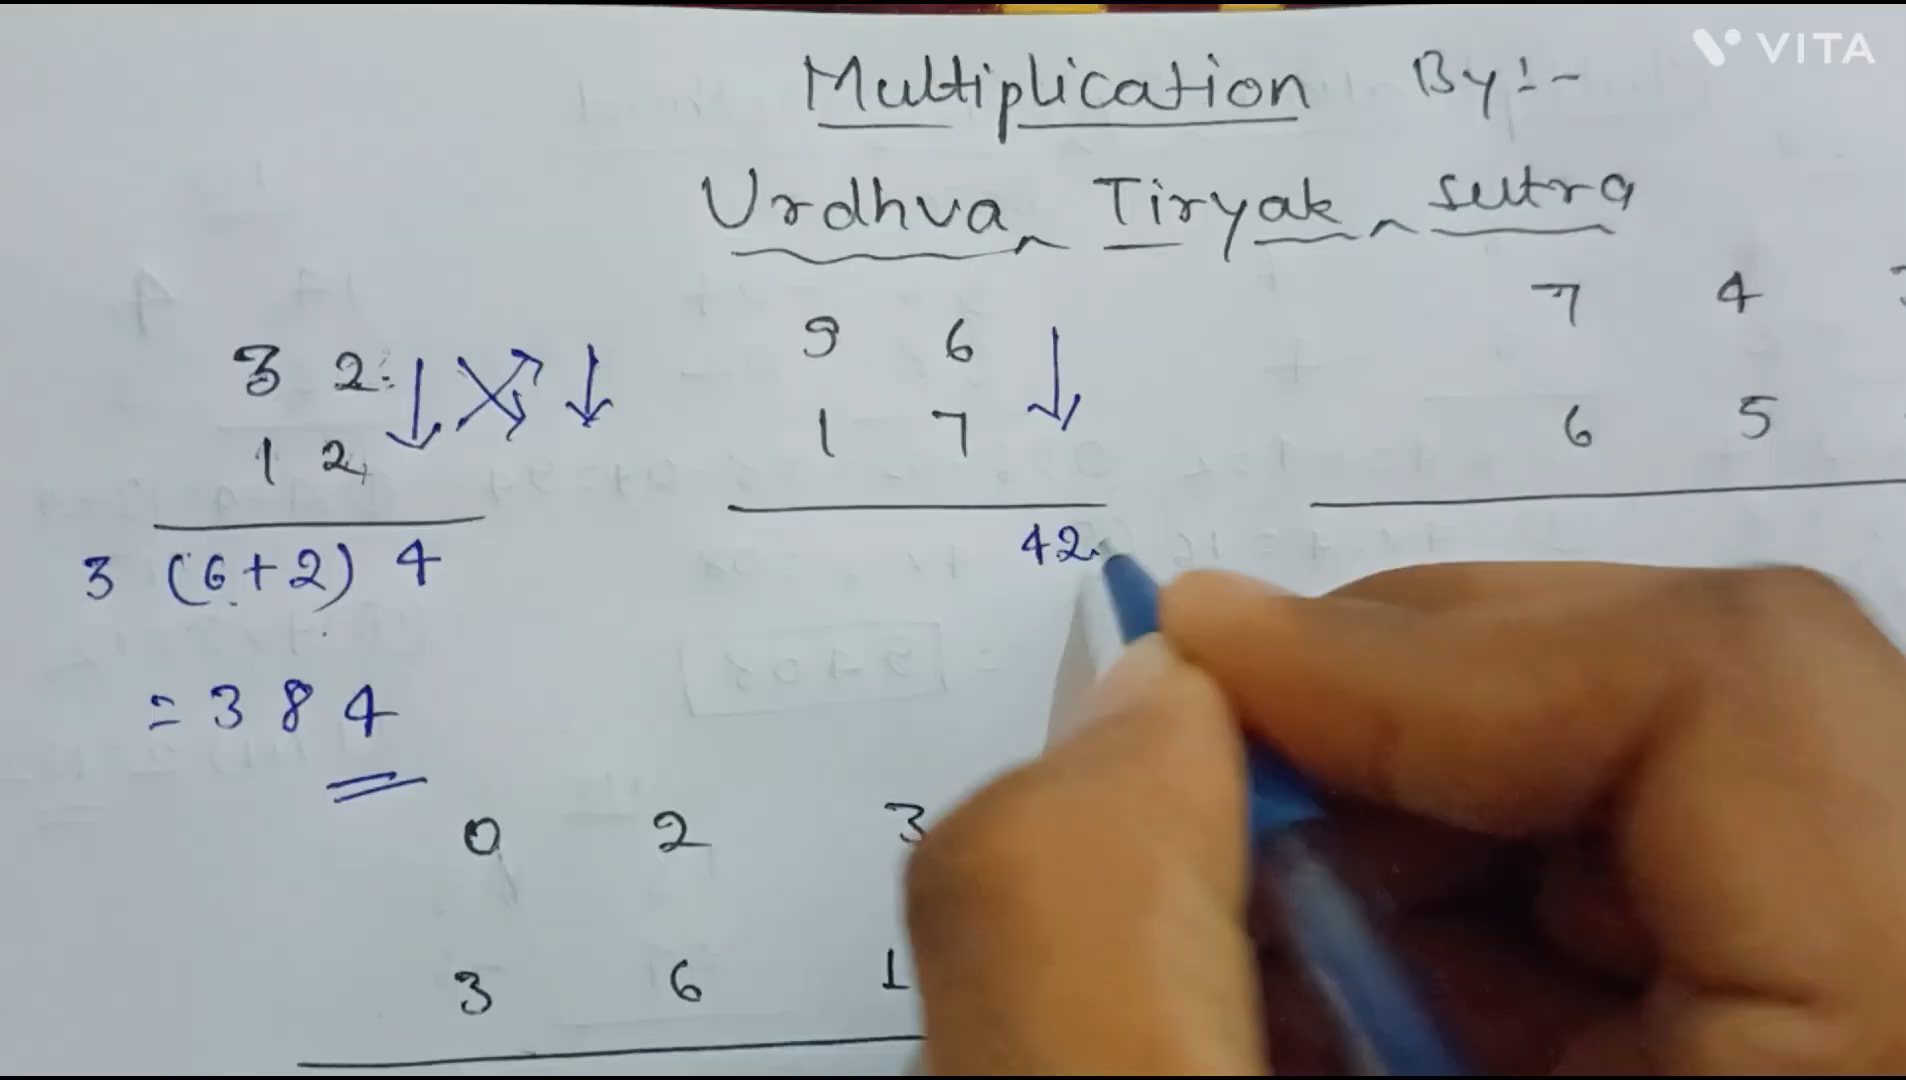 VITA
Multiplication By:-
Urdhva Tiryak sutra
3 2
1 2
3 (6+2) 4
= 3 8 4
9 6
1 7
42
7 4
6 5
0 2 3
3 6 1